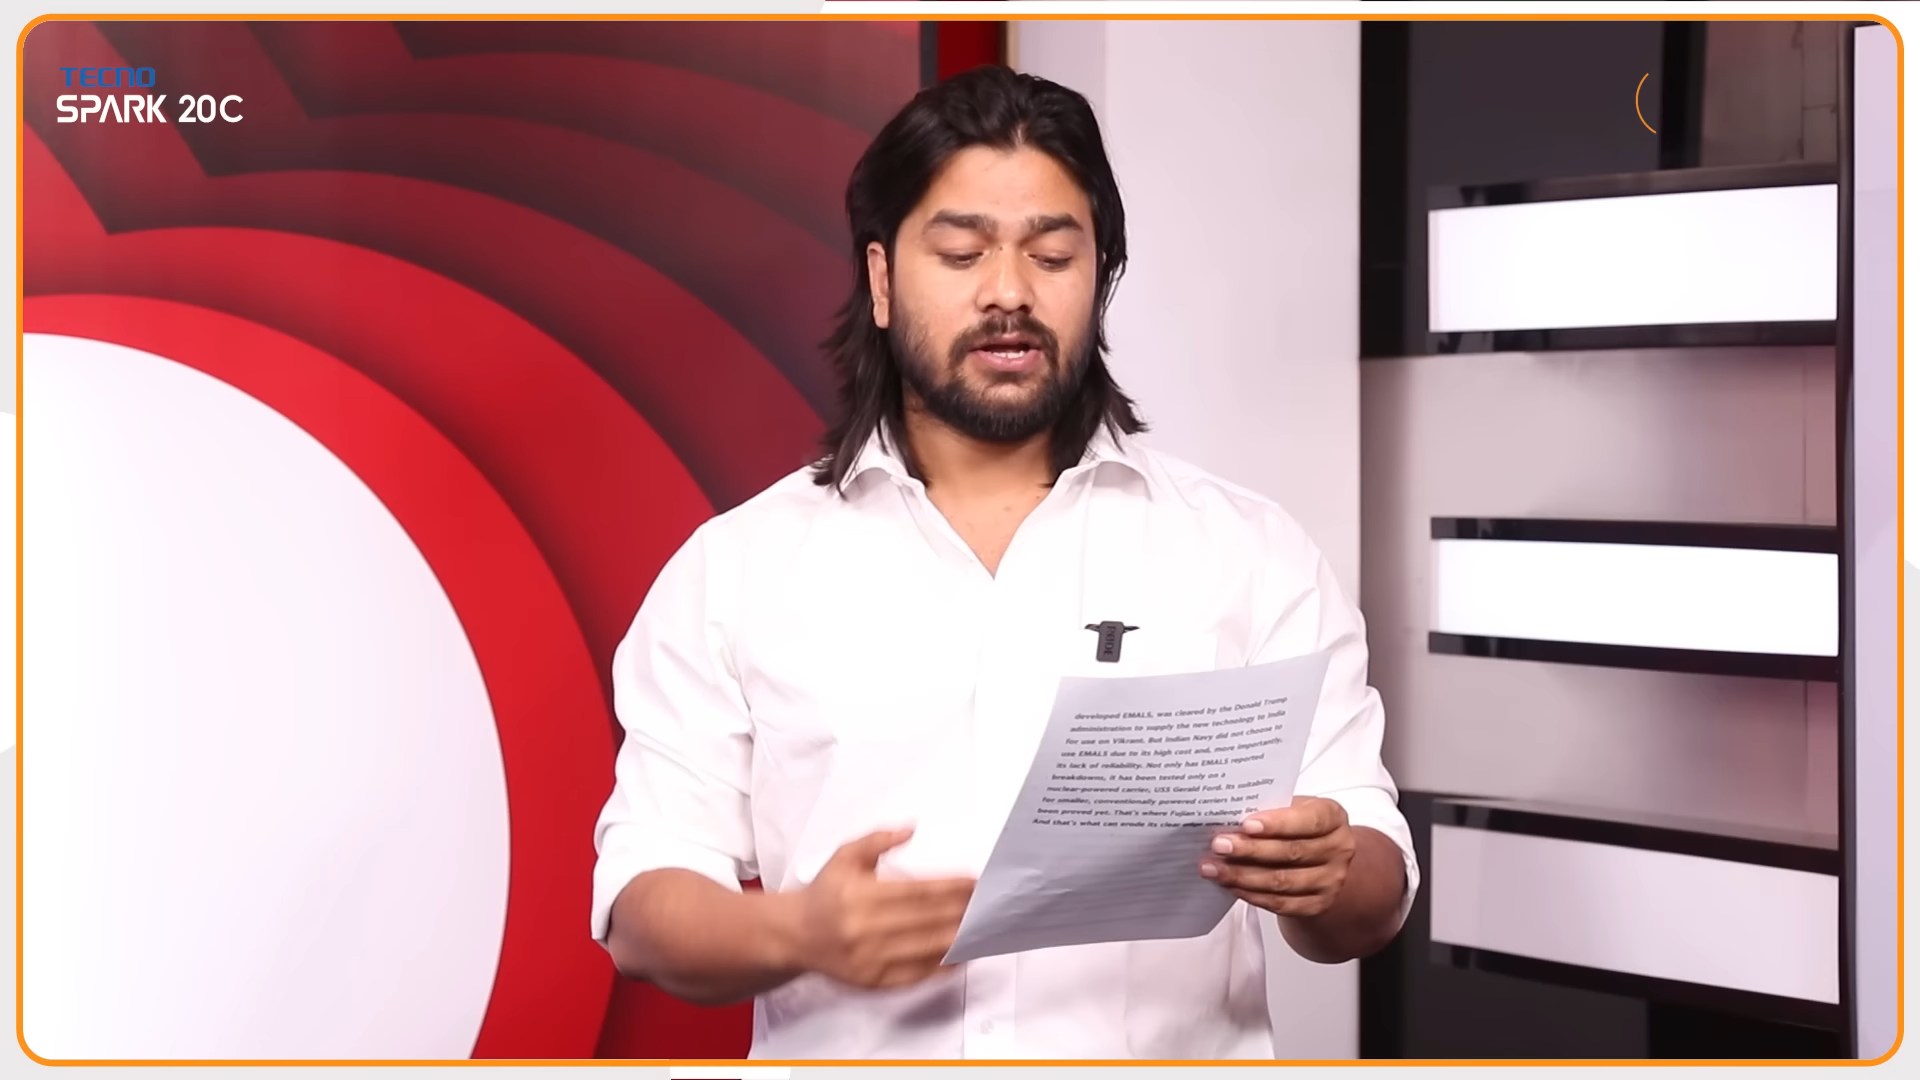 TECNO
SPARK 20C
developed EMALS, was cleared by the Donald Trump
administration to supply the new technology to India
for use on Vikrant. But Indian Navy did not choose to
use EMALS due to its high cost and, more importantly,
its lack of reliability. Not only has EMALS reported
breakdowns, it has been tested only on a
nuclear-powered carrier, USS Gerald Ford. Its suitability
for smaller, conventionally powered carriers has not
been proved yet. That's where Fujian's challenge lies.
And that's what can erode its clear edge over